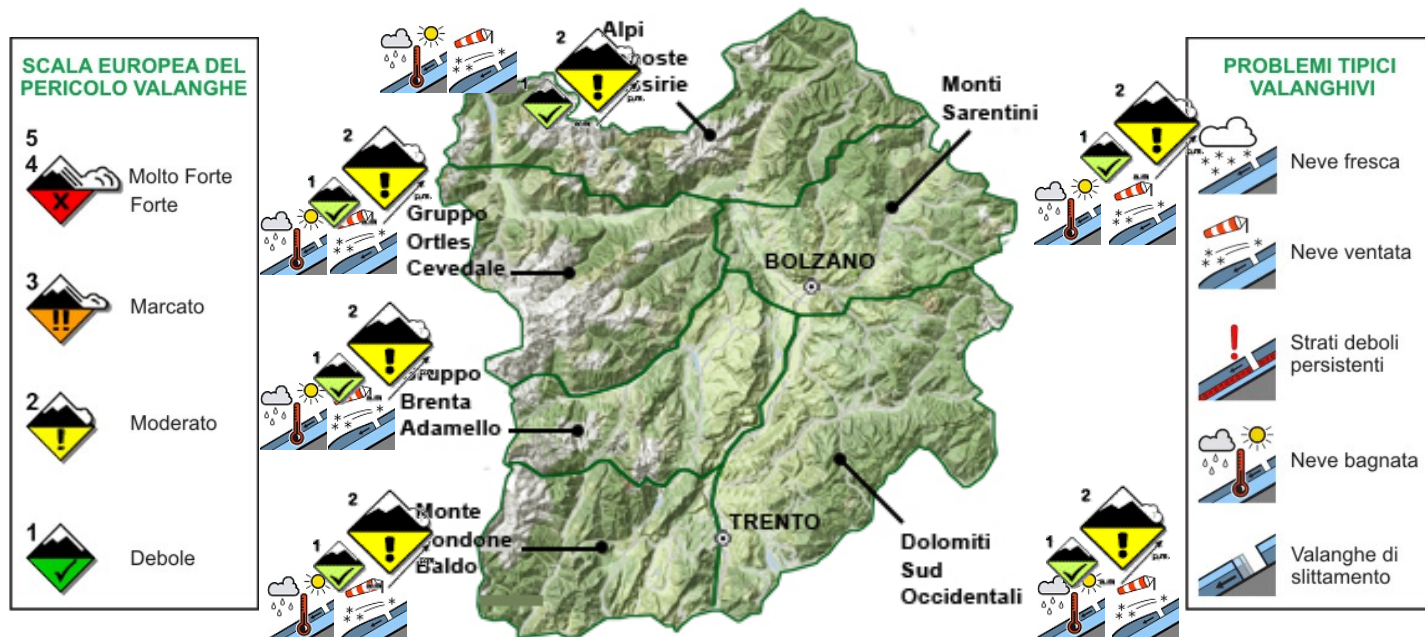 SCALA EUROPEA DEL
PERICOLO VALANGHE
5
4
Molto Forte
Forte
3
Marcato
2
Moderato
1
Debole
2
Alpi
1
p.m.
2
1
p.m.
Gruppo
Ortles
Cevedale
2
1
Brenta
Adamello
2
1
Monte
Baldo
Monti
Sarentini
BOLZANO
TRENTO
Dolomiti
Sud
Occidentali
2
1
p.m.
2
1
p.m.
PROBLEMI TIPICI
VALANGHIVI
Neve fresca
Neve ventata
Strati deboli
persistenti
Neve bagnata
Valanghe di
slittamento